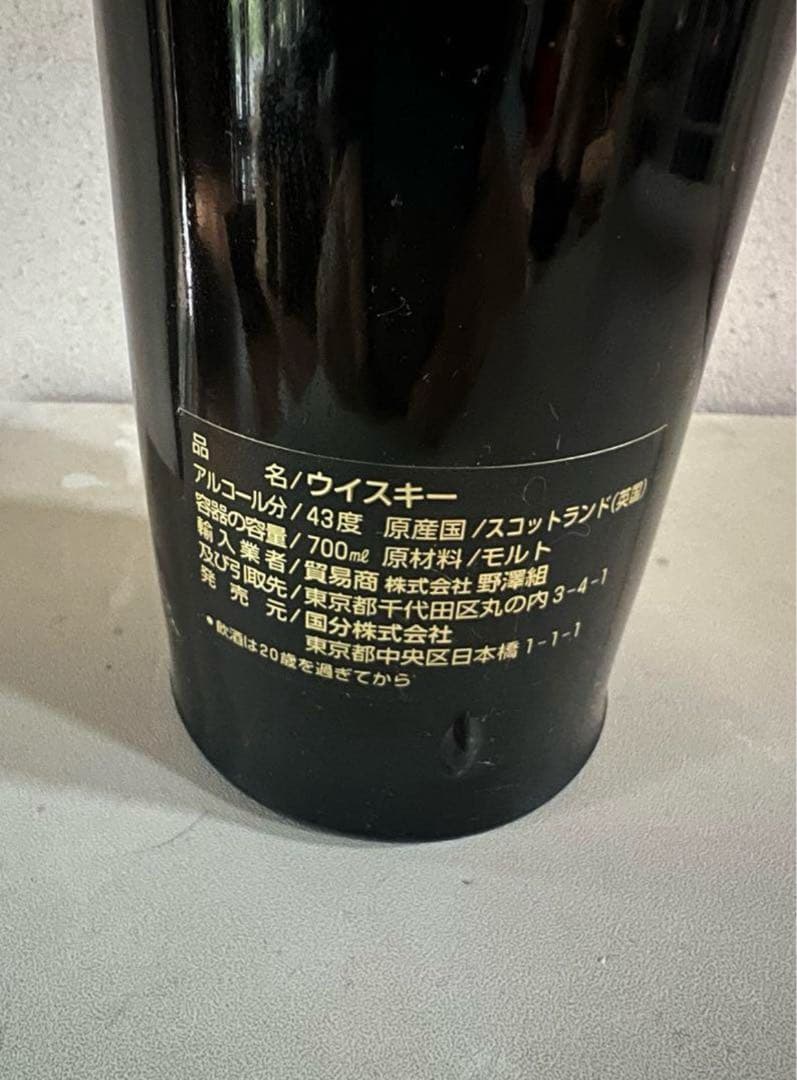 品名/ウイスキー
アルコール分/43度 原産国/スコットランド(英国)
容器の容量/700ml 原材料/モルト
輸入業者/貿易商 株式会社 野澤組
及び引取先/東京都千代田区丸の内3-4-1
発売元/国分株式会社
東京都中央区日本橋1-1-1
•飲酒は20歳を過ぎてから